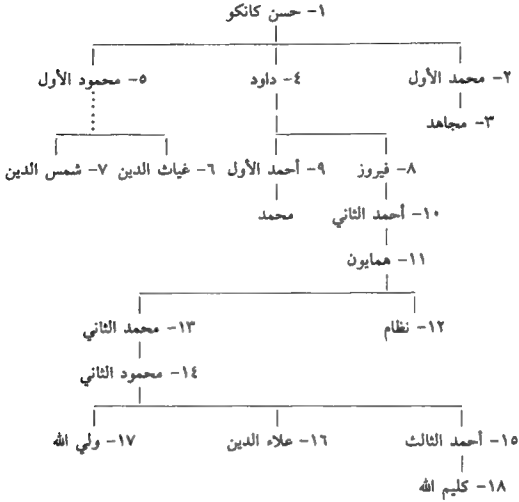 ١- حسن كانكو
٢- محمد الأول ٤- داود ٥- محمود الأول
٣- مجاهد
٨- فيروز ٩- أحمد الأول ٦- غياث الدين ٧- شمس الدين
١٠- أحمد الثاني محمد
١١- همايون
١٢- نظام ١٣- محمد الثاني
١٤- محمود الثاني
١٥- أحمد الثالث ١٦- علاء الدين ١٧- ولي الله
١٨- كليم الله